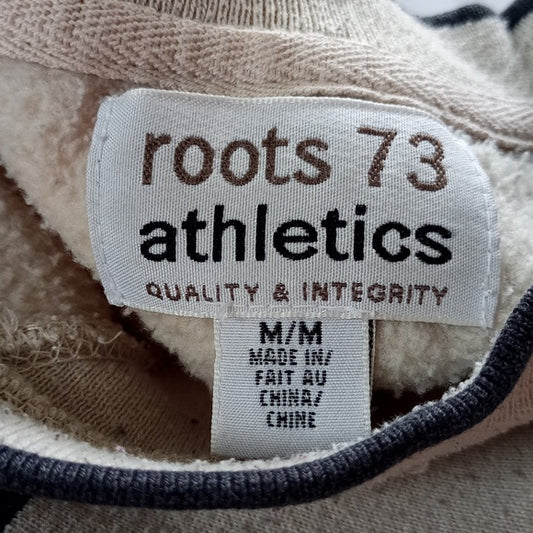 roots 73
athletics
QUALITY & INTEGRITY
M/M
MADE IN/
FAIT AU
CHINA/
CHINE